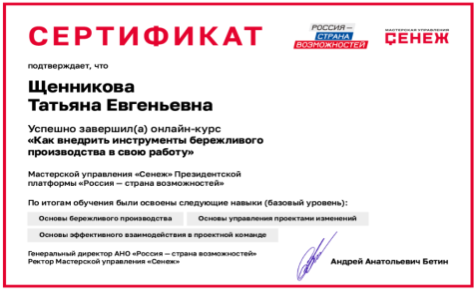 СЕРТИФИКАТ
РОССИЯ —
СТРАНА
ВОЗМОЖНОСТЕЙ
МАСТЕРСКАЯ УПРАВЛЕНИЯ
СЕНЕЖ
подтверждает, что
Щенникова
Татьяна Евгеньевна
Успешно завершил(а) онлайн-курс
«Как внедрить инструменты бережливого
производства в свою работу»
Мастерской управления «Сенеж» Президентской
платформы «Россия — страна возможностей»
По итогам обучения были освоены следующие навыки (базовый уровень):
Основы бережливого производства
Основы управления проектами изменений
Основы эффективного взаимодействия в проектной команде
Генеральный директор АНО «Россия — страна возможностей»
Ректор Мастерской управления «Сенеж»
Андрей Анатольевич Бетин